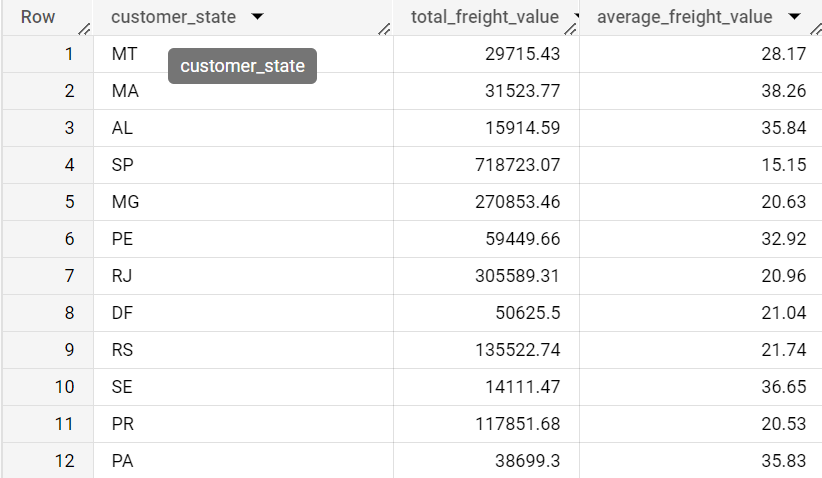 Row customer_state total_freight_value average_freight_value
1 MT 29715.43 28.17
customer_state
2 MA 31523.77 38.26
3 AL 15914.59 35.84
4 SP 718723.07 15.15
5 MG 270853.46 20.63
6 PE 59449.66 32.92
7 RJ 305589.31 20.96
8 DF 50625.5 21.04
9 RS 135522.74 21.74
10 SE 14111.47 36.65
11 PR 117851.68 20.53
12 PA 38699.3 35.83